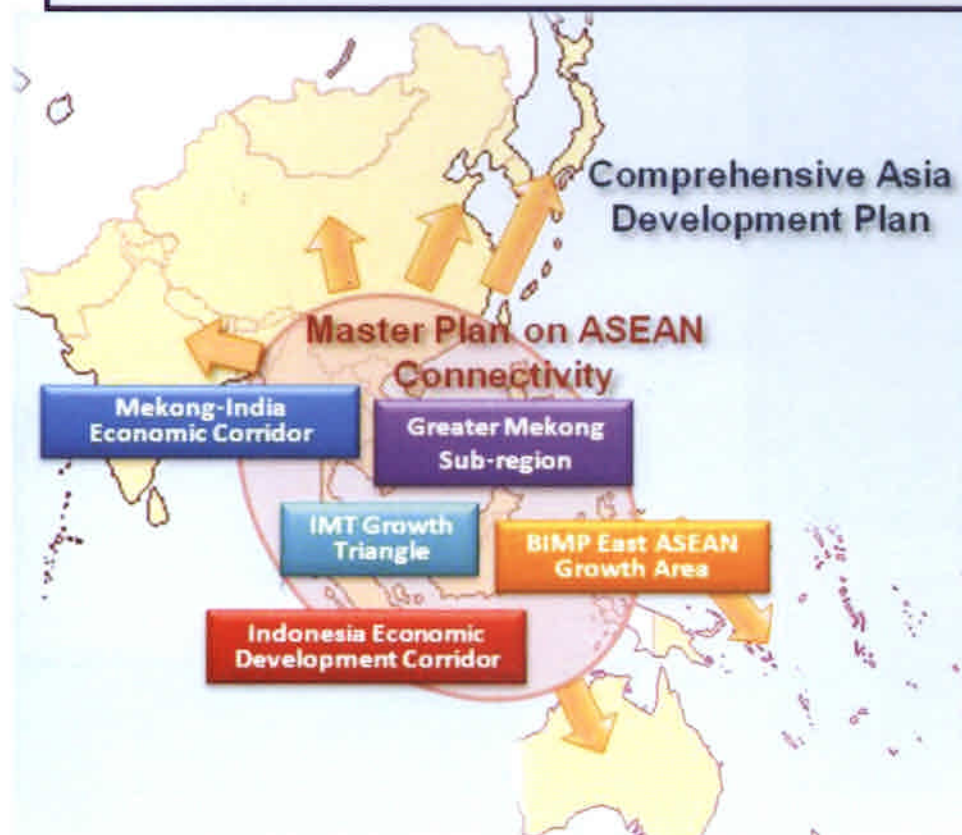 Comprehensive Asia
Development Plan
Master Plan on ASEAN
Connectivity
Mekong-India
Economic Corridor
Greater Mekong
Sub-region
IMT Growth
Triangle
BIMP East ASEAN
Growth Area
Indonesia Economic
Development Corridor